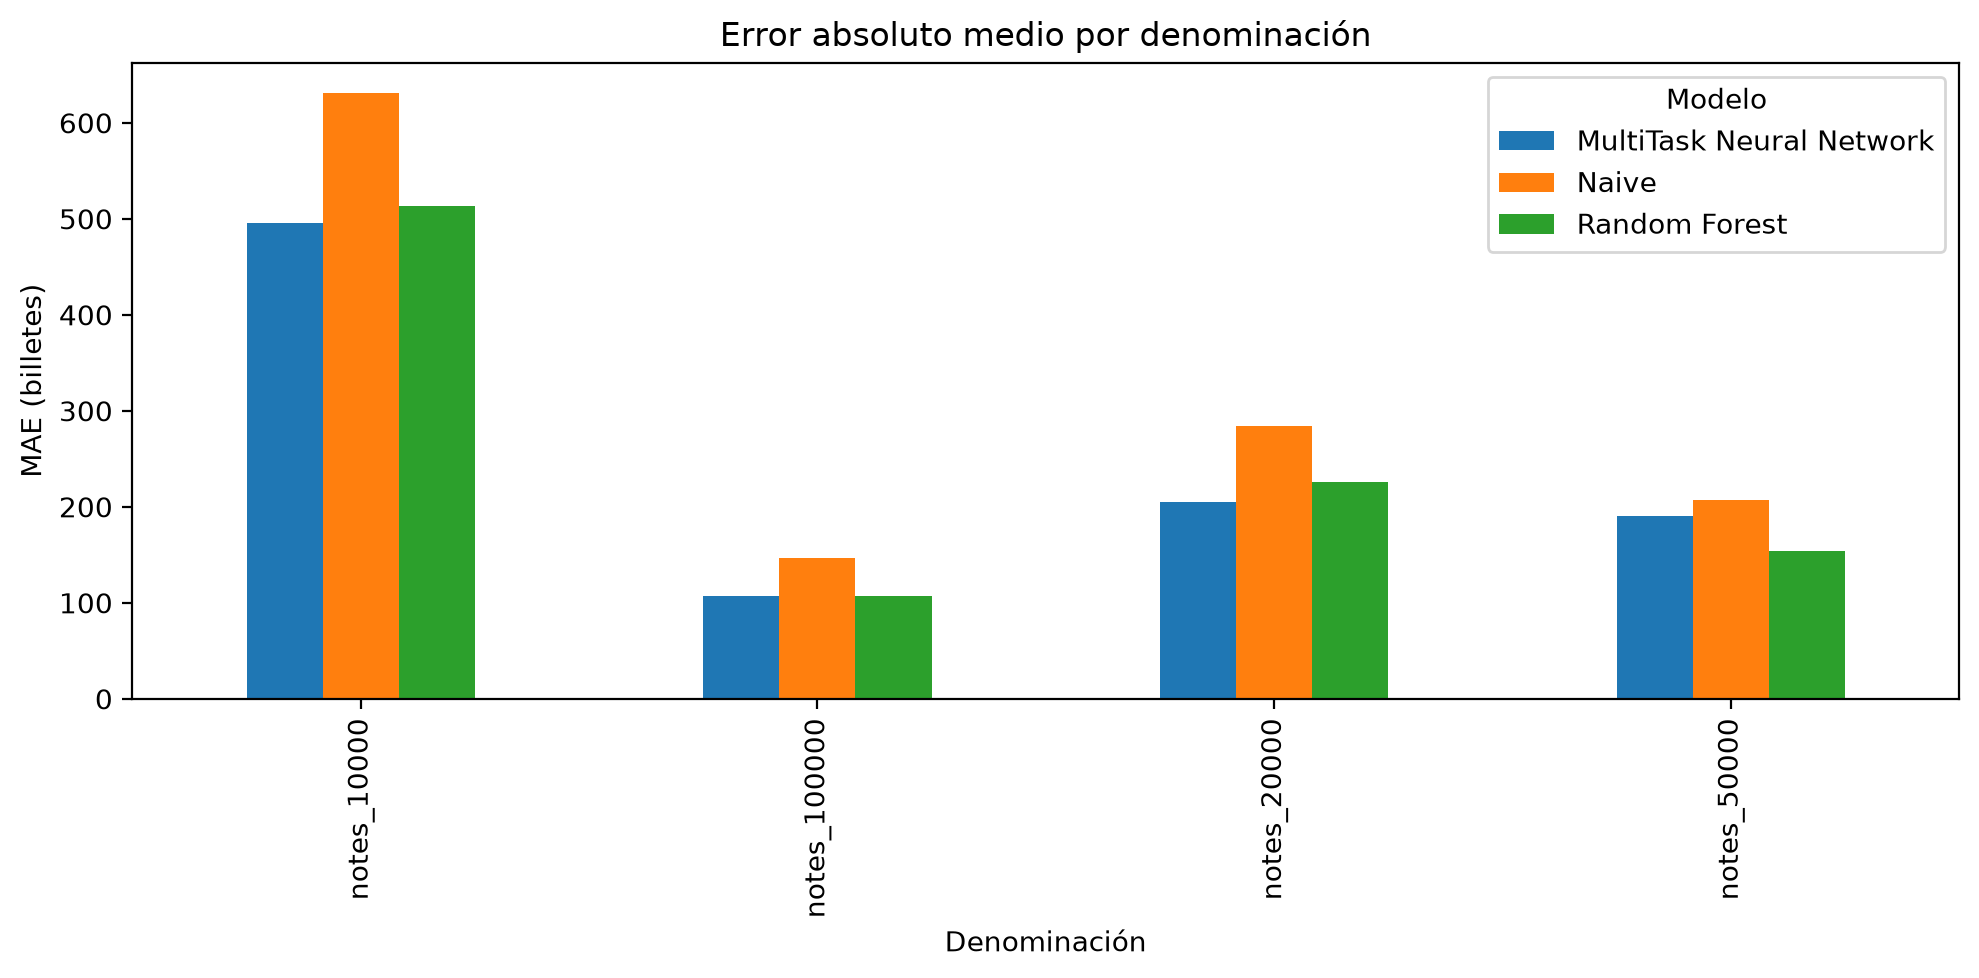 Error absoluto medio por denominación
Modelo
MultiTask Neural Network
Naive
Random Forest
MAE (billetes)
600
500
400
300
200
100
0
notes_10000
notes_100000
notes_20000
notes_50000
Denominación